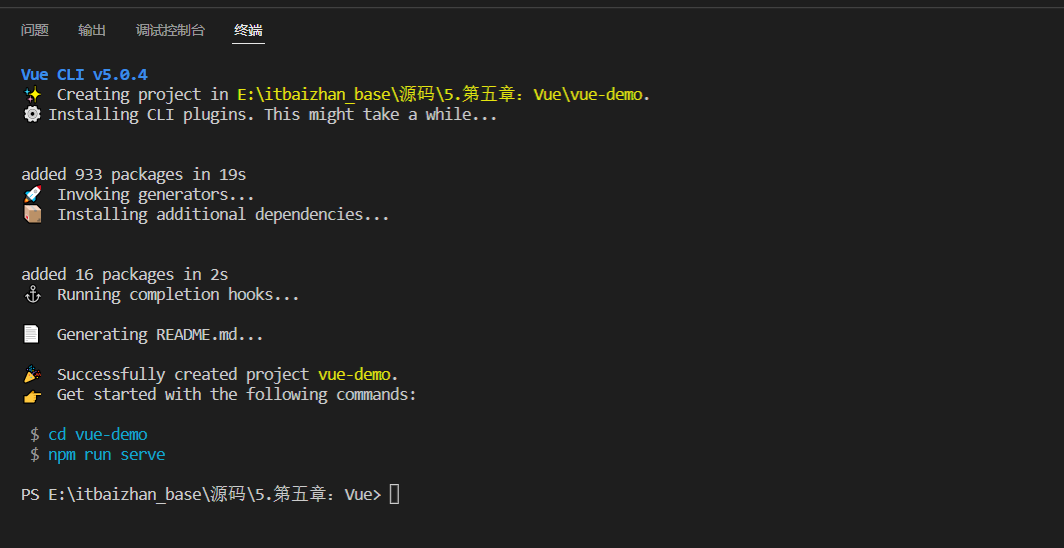 问题 输出 调试控制台 终端
Vue CLI v5.0.4
✨ Creating project in E:\itbaizhan_base\源码\5.第五章：Vue\vue-demo.
⚙ Installing CLI plugins. This might take a while...
added 933 packages in 19s
🚀 Invoking generators...
📦 Installing additional dependencies...
added 16 packages in 2s
⚓ Running completion hooks...
📄 Generating README.md...
🎉 Successfully created project vue-demo.
👉 Get started with the following commands:
$ cd vue-demo
$ npm run serve
PS E:\itbaizhan_base\源码\5.第五章：Vue>